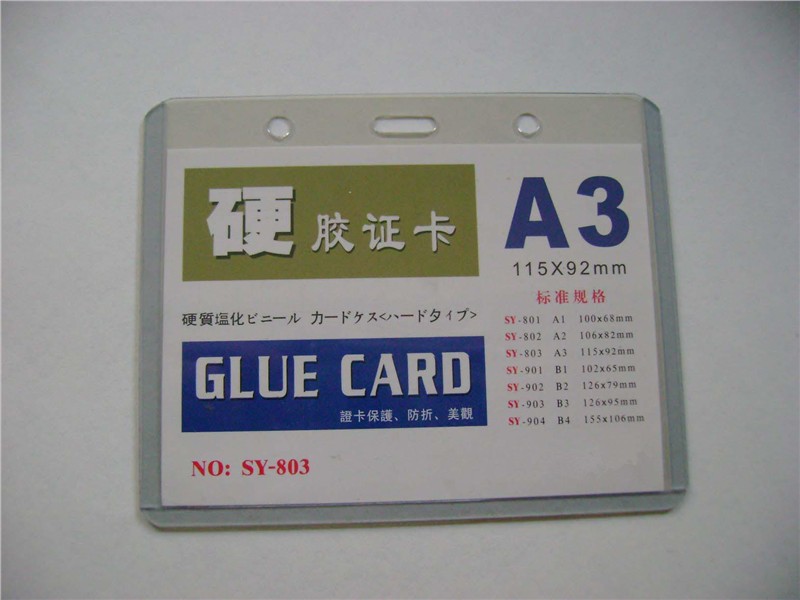 硬 胶证卡
硬質塩化ビニール カードケス<ハードタイプ>
GLUE CARD
證卡保護、防折、美觀
NO: SY-803
A3
115X92mm
标准规格
SY-801 A1 100x68mm
SY-802 A2 106x82mm
SY-803 A3 115x92mm
SY-901 B1 102x65mm
SY-902 B2 126x79mm
SY-903 B3 126x95mm
SY-904 B4 155x106mm